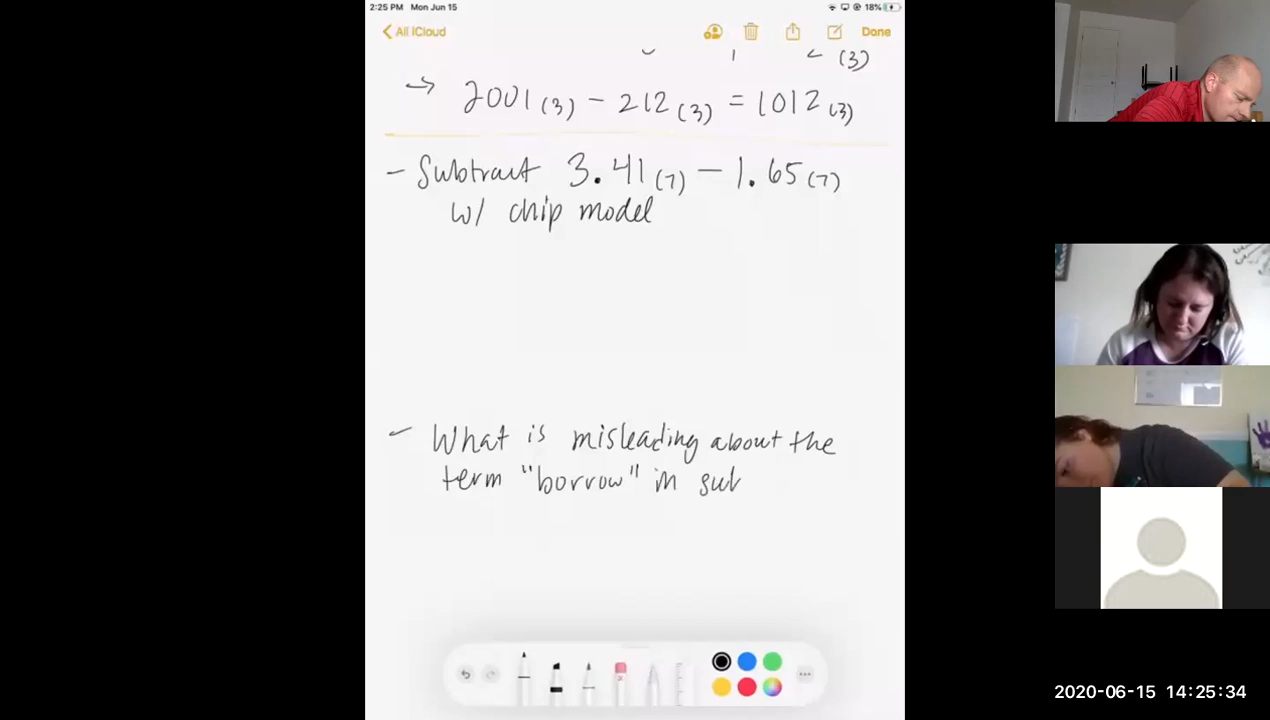 2:25 PM Mon Jun 15
18%
All iCloud
Done
(3)
→ 2001(3) − 212(3) = 1012(3)
- Subtract 3.41(7) − 1.65(7)
w/ chip model
- What is misleading about the
term "borrow" in sub
2020-06-15 14:25:34